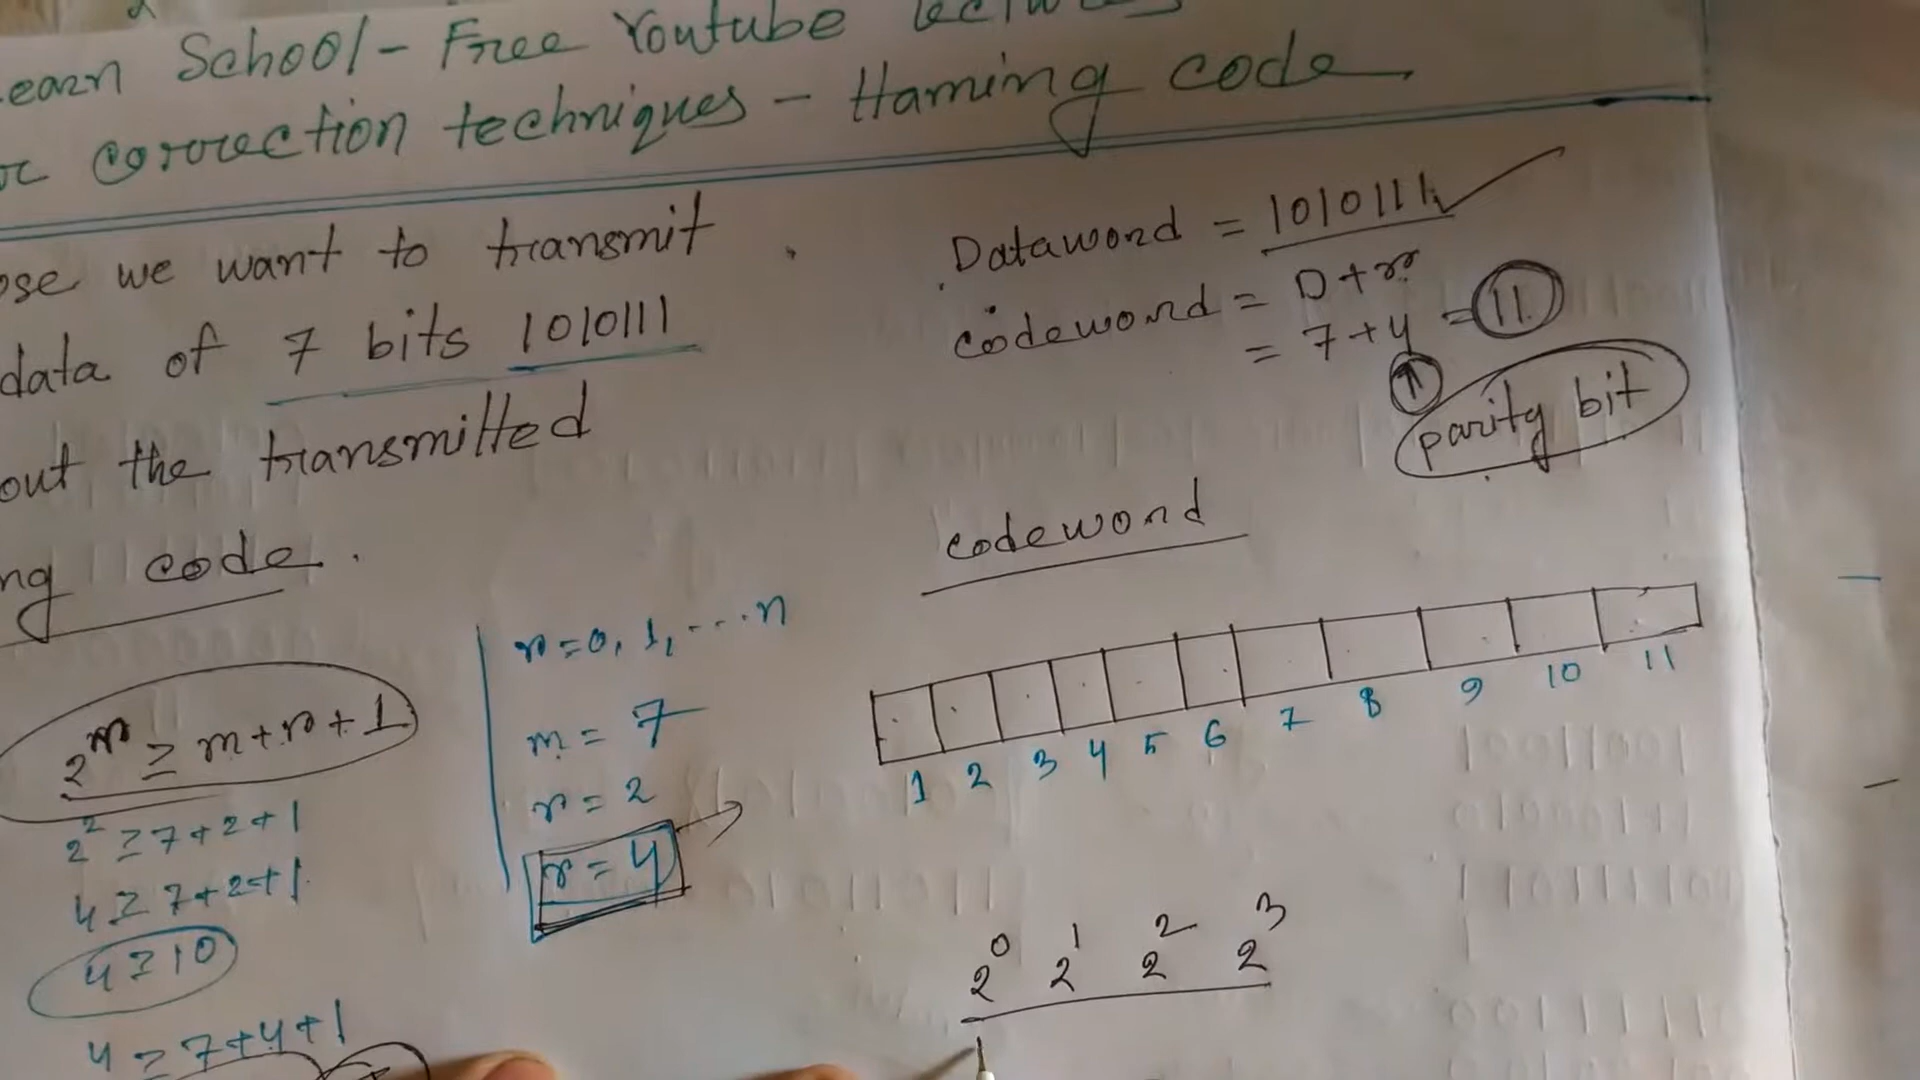 earn School - Free Youtube
correction techniques - Haming code
we want to transmit
data of 7 bits 1010111
out the transmitted
code.
2^r ≥ m+r+1
2^2 ≥ 7+2+1
4 ≥ 7+2+1
4 ≥ 10
4 ≥ 7+4+1
r = 0, 1, ... n
m = 7
r = 2
r = 4
Dataword = 1010111
codeword = D+r
= 7+4 = 11
parity bit
codeword
1 2 3 4 5 6 7 8 9 10 11
2^0 2^1 2^2 2^3